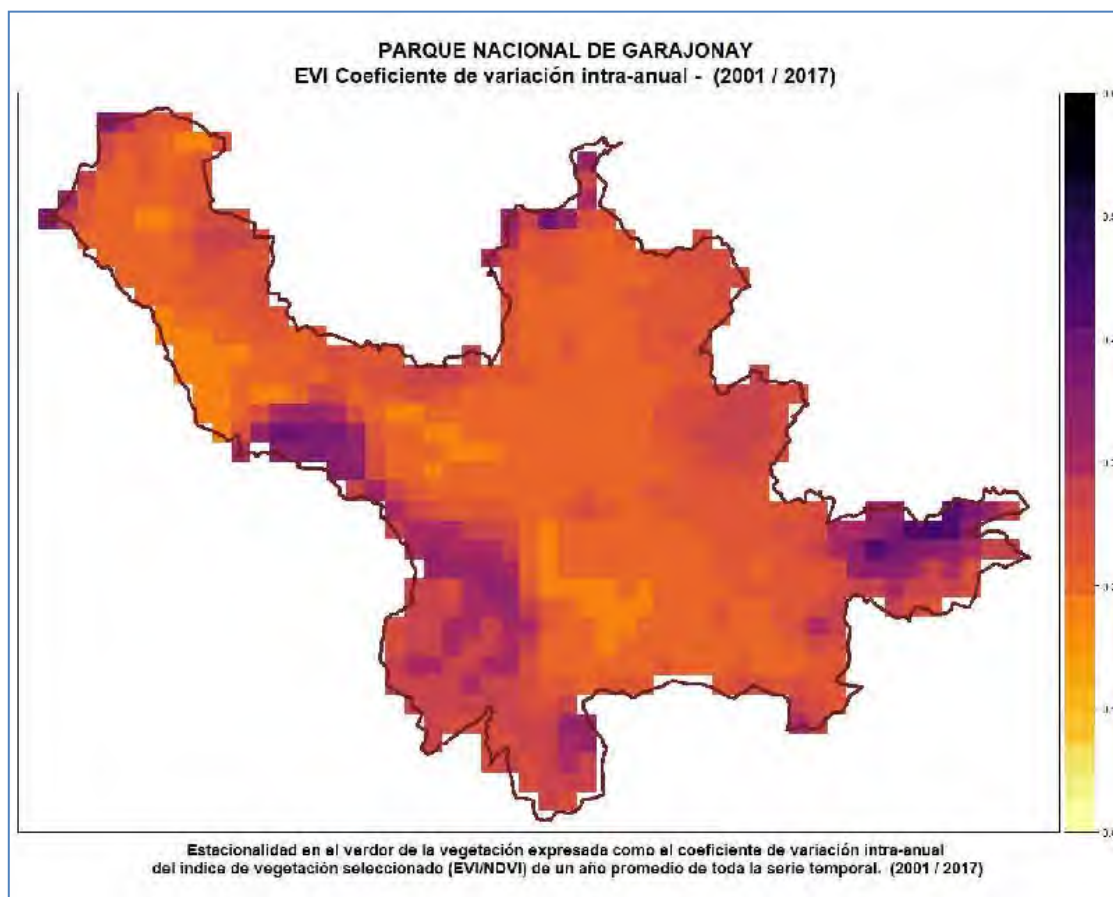 PARQUE NACIONAL DE GARAJONAY
EVI Coeficiente de variación intra-anual - (2001 / 2017)
Estacionalidad en el verdor de la vegetación expresada como el coeficiente de variación intra-anual
del indice de vegetación seleccionado (EVI/NDVI) de un año promedio de toda la serie temporal. (2001 / 2017)